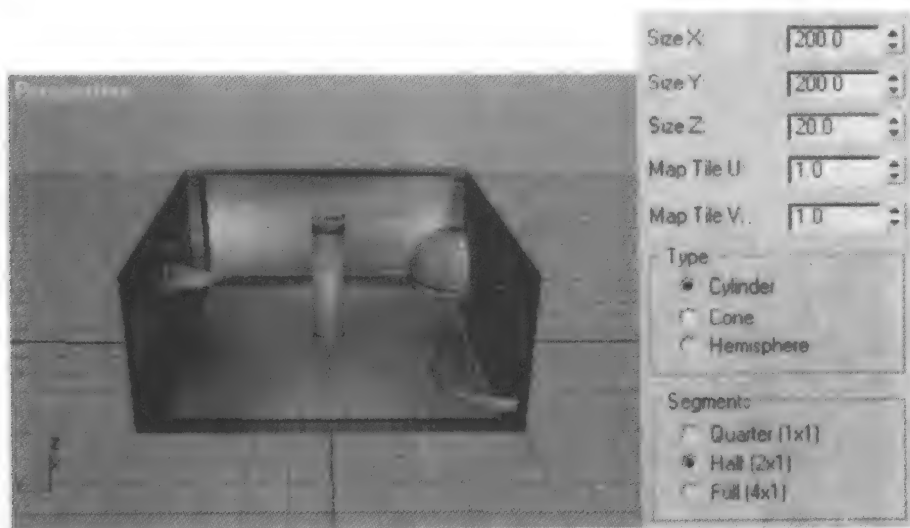 Perspective
Size X: 200.0
Size Y: 200.0
Size Z: 20.0
Map Tile U: 1.0
Map Tile V: 1.0
Type
Cylinder
Cone
Hemisphere
Segments
Quarter (1x1)
Half (2x1)
Full (4x1)
z